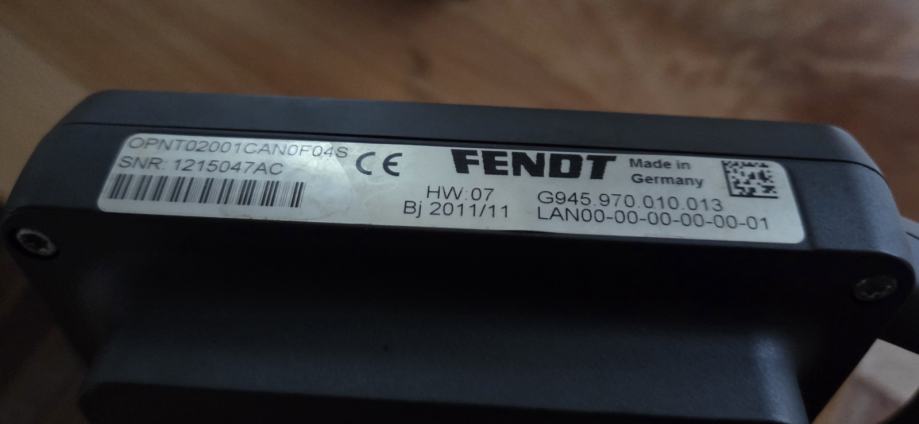 OPNT02001CAN0F04S
SNR: 1215047AC
CE
FENDT
Made in
Germany
HW:07
G945.970.010.013
Bj 2011/11
LAN00-00-00-00-00-01